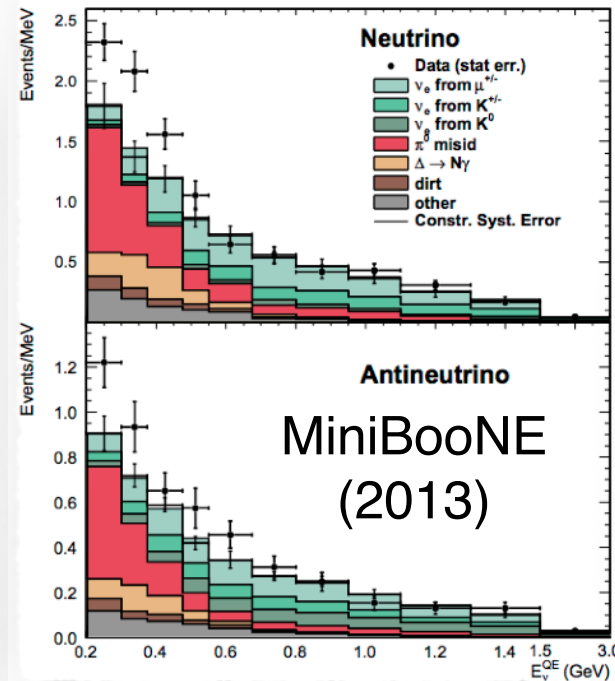 Events/MeV
2.5
2.0
1.5
1.0
0.5
Neutrino
Data (stat err.)
νe from μ+/-
νe from K+/-
νe from K0
π0 misid
Δ → Nγ
dirt
other
Constr. Syst. Error
Events/MeV
1.2
1.0
0.8
0.6
0.4
0.2
0.0
Antineutrino
MiniBooNE
(2013)
0.2 0.4 0.6 0.8 1.0 1.2 1.4 1.5 3.0
EνQE (GeV)